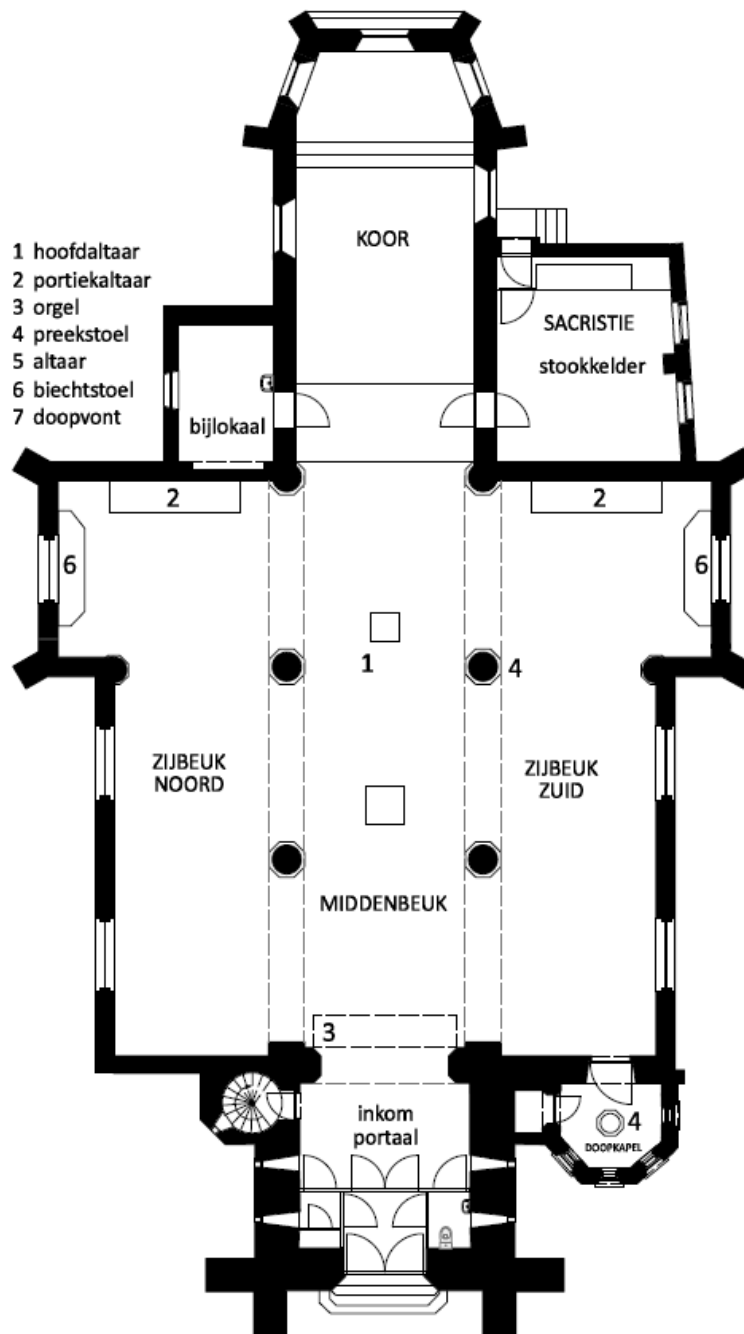 KOOR
1 hoofdaltaar
2 portiekaltaar
3 orgel
4 preekstoel
5 altaar
6 biechtstoel
7 doopvont
SACRISTIE
stookkelder
bijlokaal
2
2
6
6
1
4
ZIJBEUK
NOORD
ZIJBEUK
ZUID
MIDDENBEUK
3
inkom
portaal
4
DOOPKAPEL